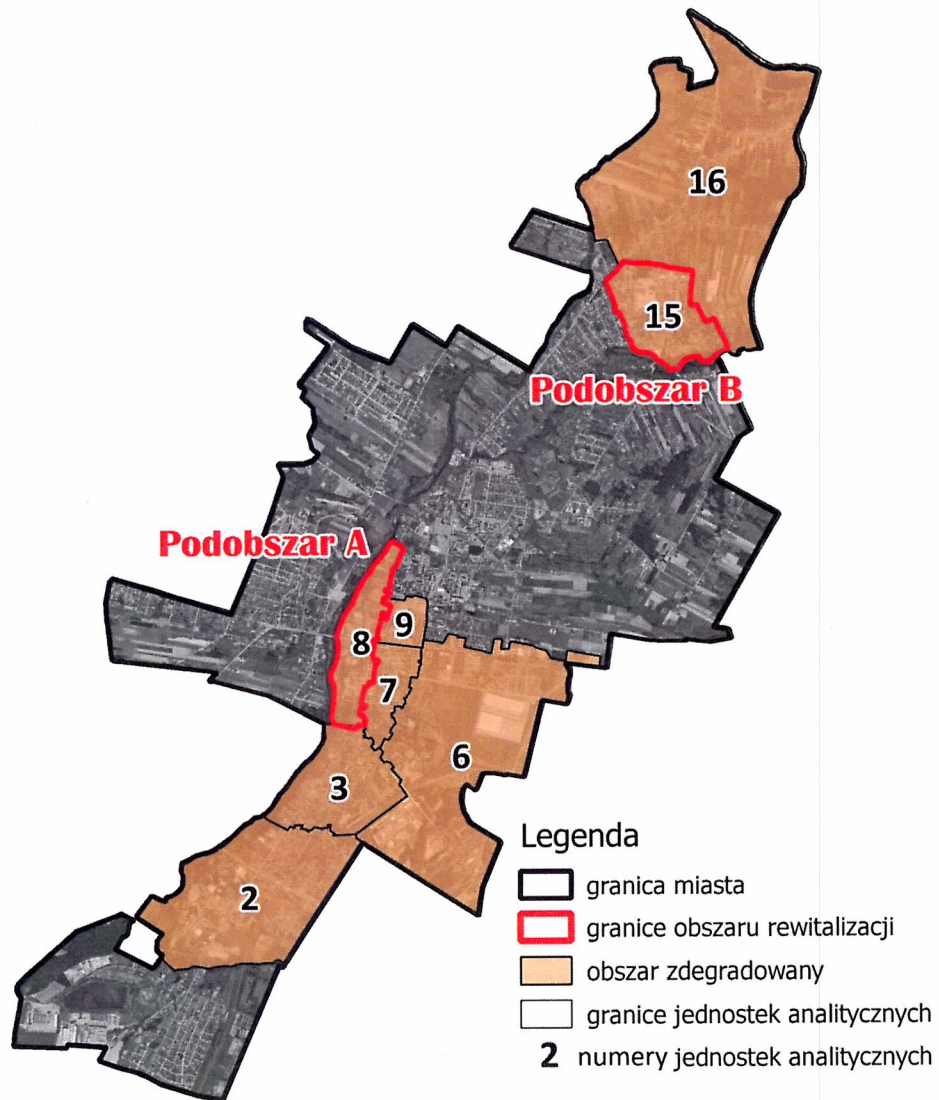 16
15
Podobszar B
Podobszar A
9
8
7
6
3
2
Legenda
granica miasta
granice obszaru rewitalizacji
obszar zdegradowany
granice jednostek analitycznych
2 numery jednostek analitycznych